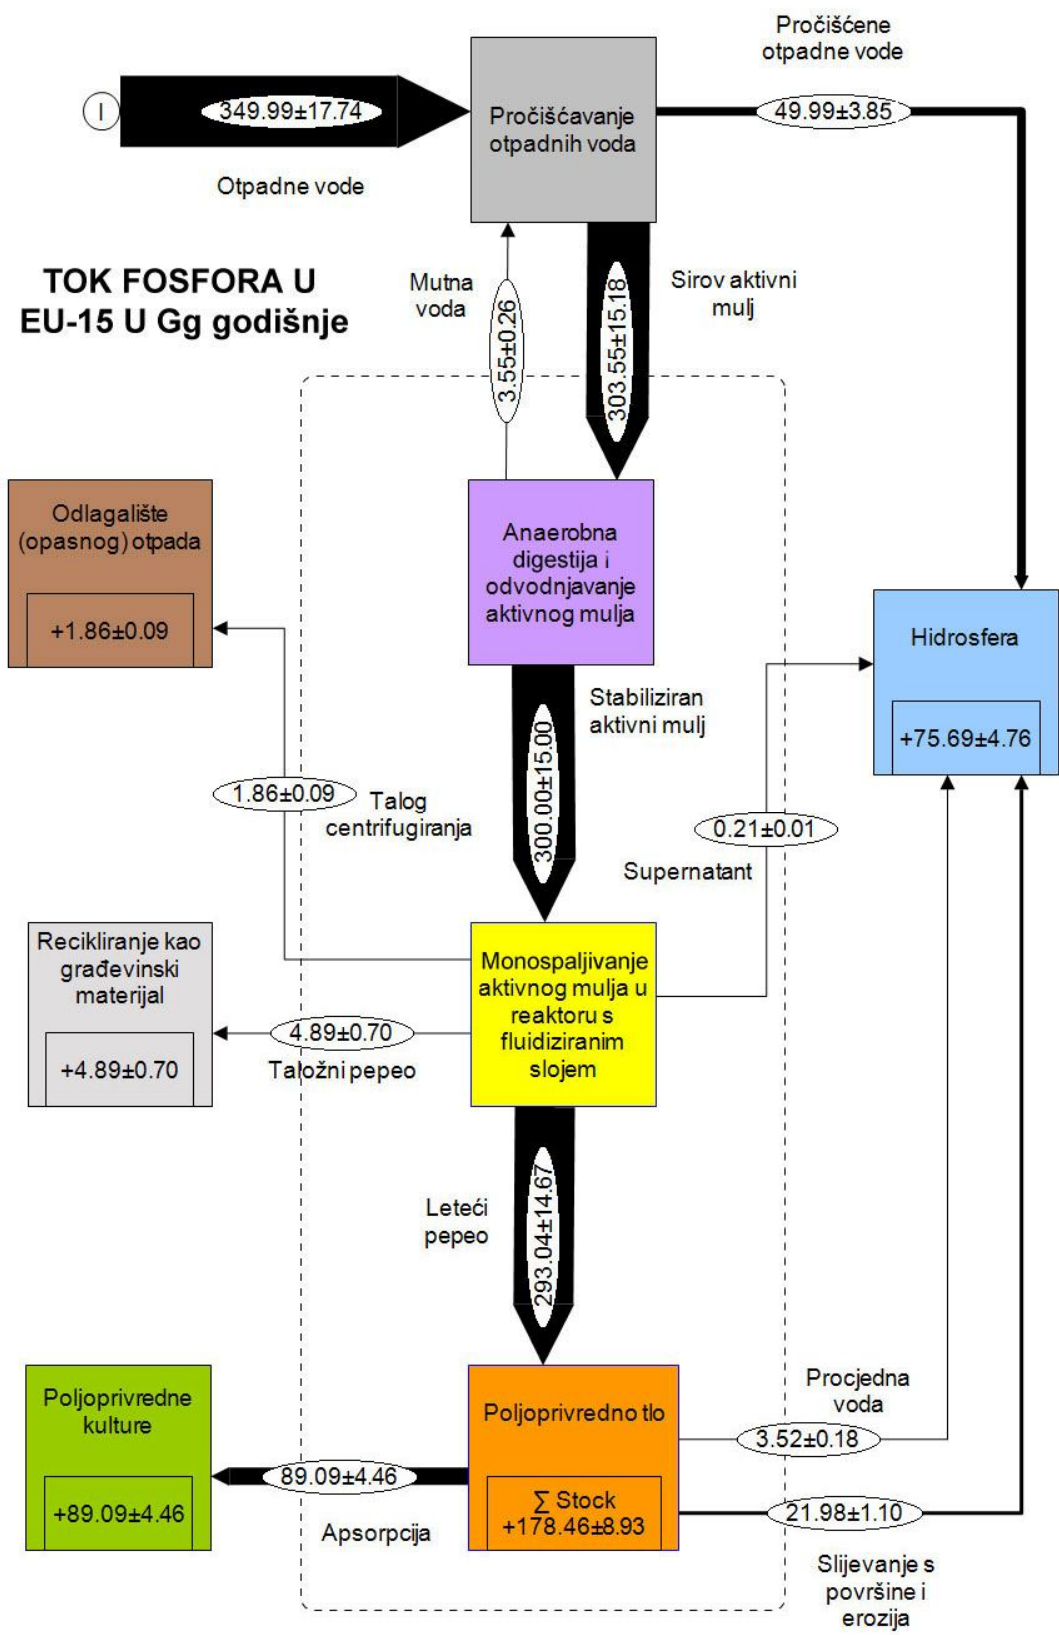 Pročišćene
otpadne vode
I
349.99±17.74
Pročišćavanje
otpadnih voda
49.99±3.85
Otpadne vode
TOK FOSFORA U
EU-15 U Gg godišnje
Mutna
voda
3.55±0.26
303.55±15.18
Sirov aktivni
mulj
Odlagalište
(opasnog) otpada
+1.86±0.09
Anaerobna
digestija i
odvodnjavanje
aktivnog mulja
Hidrosfera
+75.69±4.76
Stabiliziran
aktivni mulj
300.00±15.00
1.86±0.09
Talog
centrifugiranja
0.21±0.01
Supernatant
Recikliranje kao
građevinski
materijal
+4.89±0.70
4.89±0.70
Taložni pepeo
Monospaljivanje
aktivnog mulja u
reaktoru s
fluidiziranim
slojem
Leteći
pepeo
293.04±14.67
Poljoprivredne
kulture
+89.09±4.46
89.09±4.46
Apsorpcija
Poljoprivredno tlo
∑ Stock
+178.46±8.93
Procjedna
voda
3.52±0.18
21.98±1.10
Slijevanje s
površine i
erozija